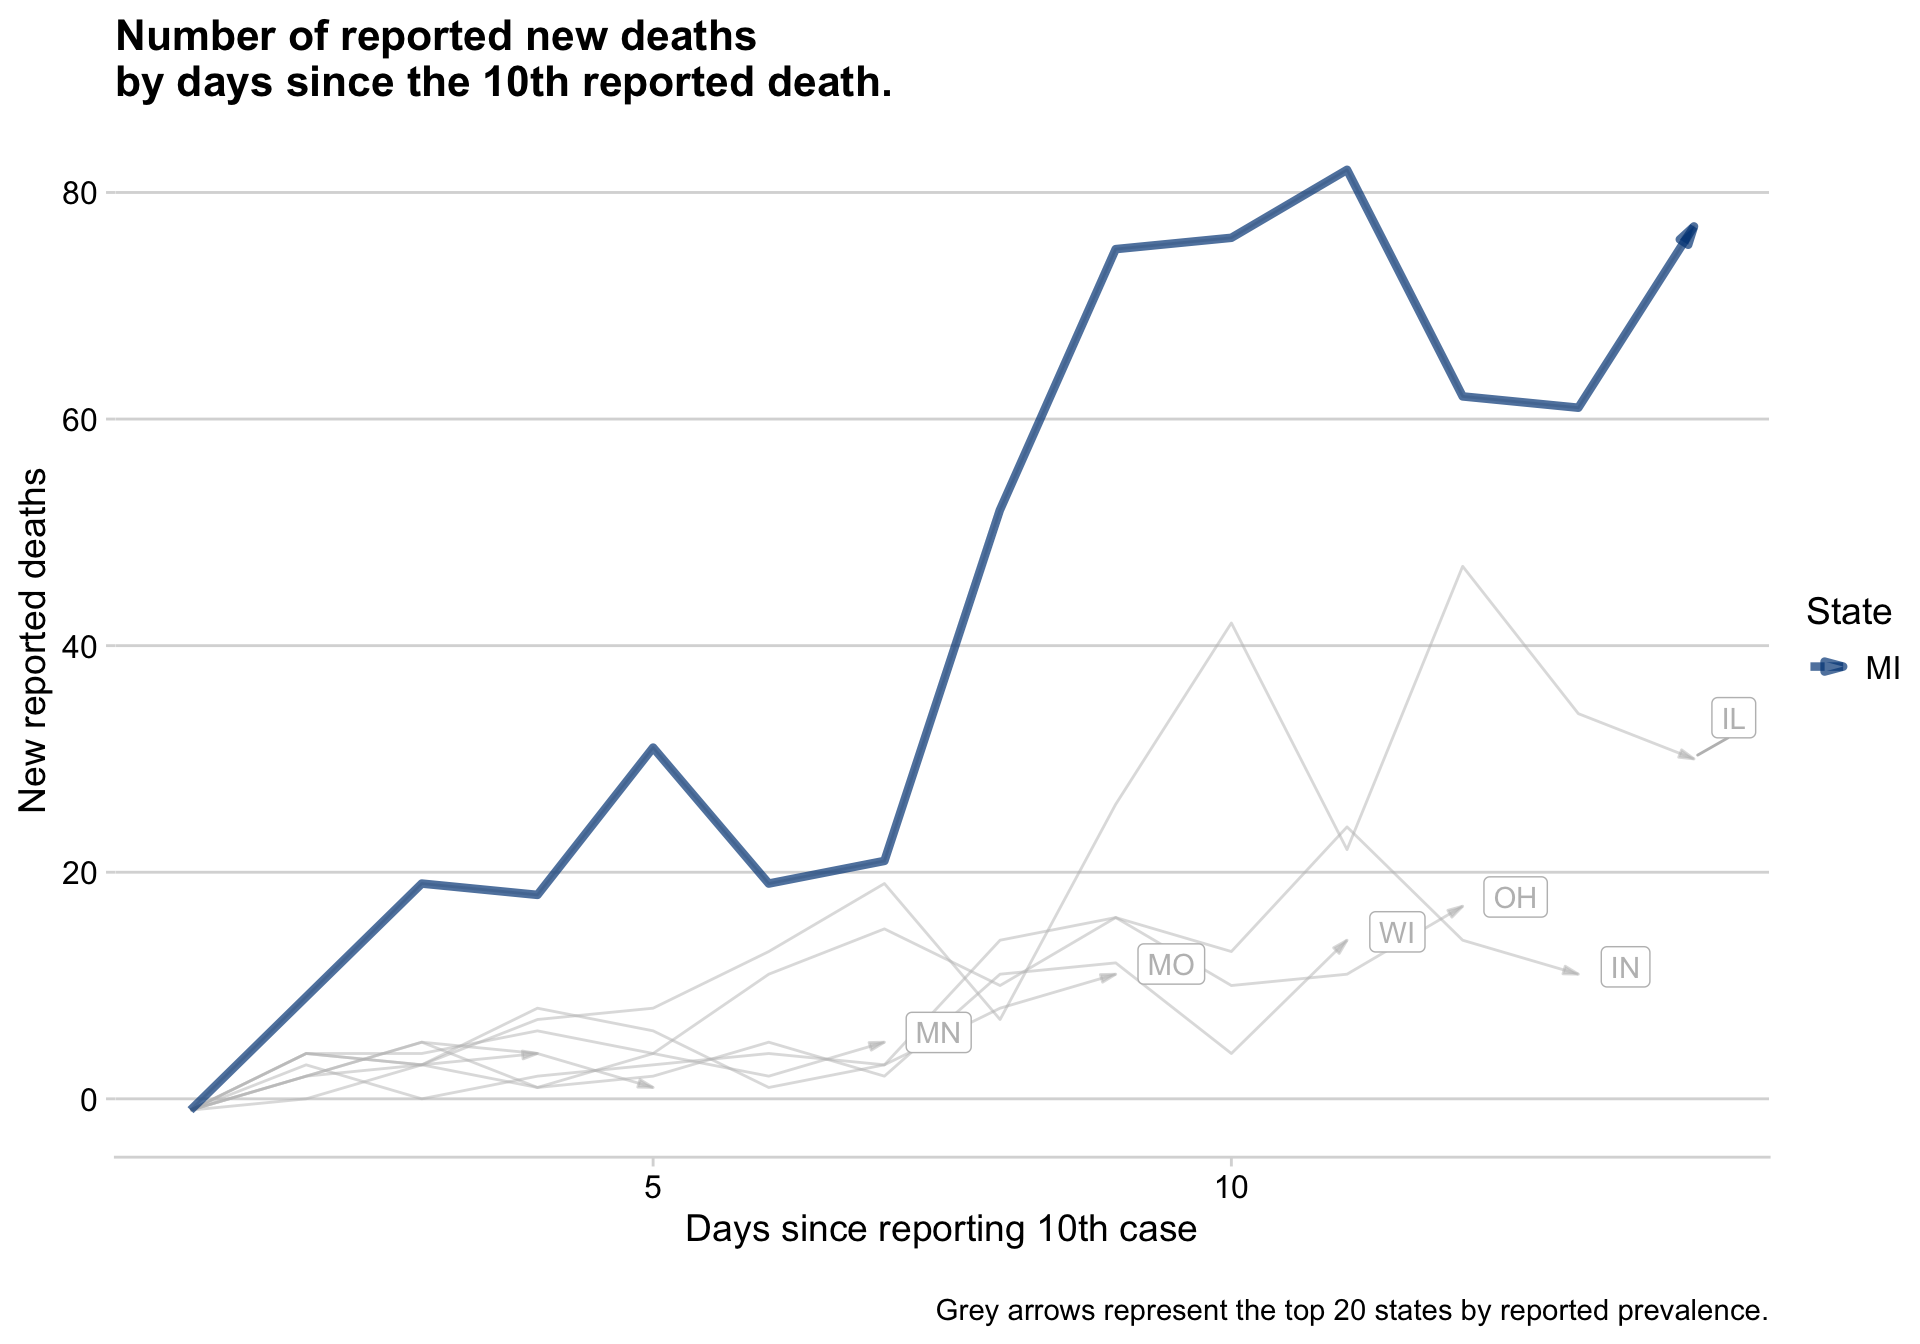 Number of reported new deaths
by days since the 10th reported death.
New reported deaths
80
60
40
20
0
IL
OH
WI
MO
IN
MN
State
MI
5
10
Days since reporting 10th case
Grey arrows represent the top 20 states by reported prevalence.